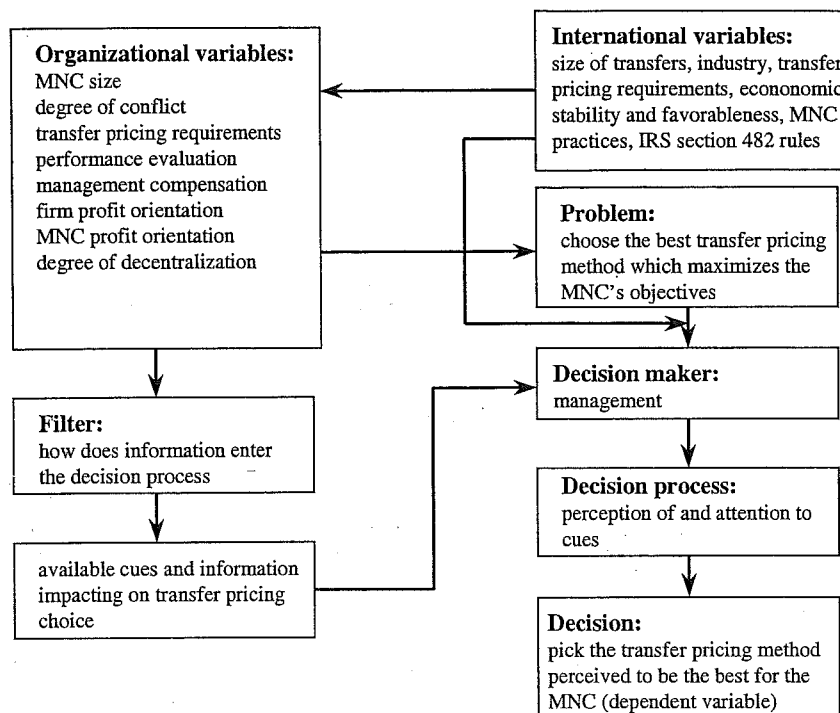 Organizational variables:
MNC size
degree of conflict
transfer pricing requirements
performance evaluation
management compensation
firm profit orientation
MNC profit orientation
degree of decentralization
Filter:
how does information enter
the decision process
available cues and information
impacting on transfer pricing
choice
International variables:
size of transfers, industry, transfer
pricing requirements, econonomic
stability and favorableness, MNC
practices, IRS section 482 rules
Problem:
choose the best transfer pricing
method which maximizes the
MNC's objectives
Decision maker:
management
Decision process:
perception of and attention to
cues
Decision:
pick the transfer pricing method
perceived to be the best for the
MNC (dependent variable)